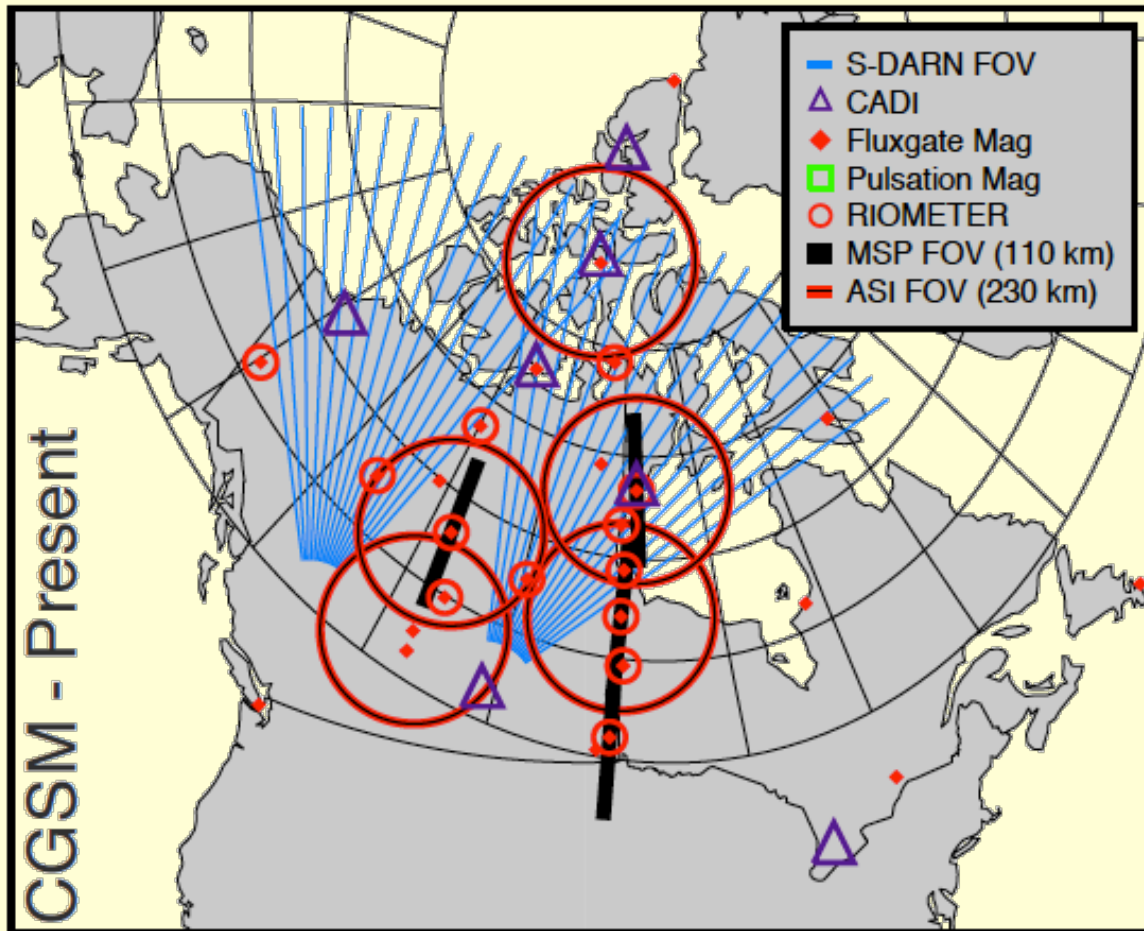 S-DARN FOV
CADI
Fluxgate Mag
Pulsation Mag
RIOMETER
MSP FOV (110 km)
ASI FOV (230 km)
CGSM - Present